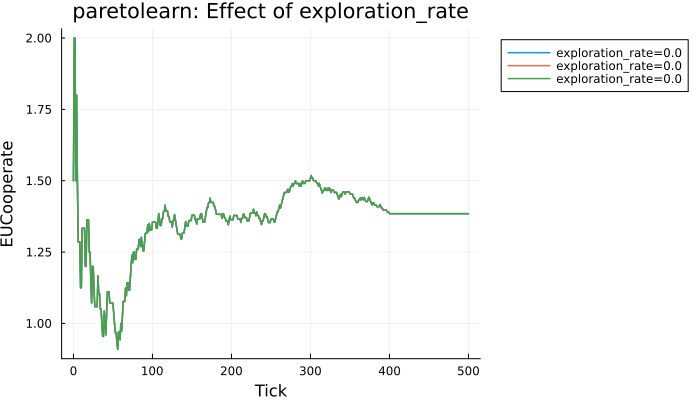 paretolearn: Effect of exploration_rate
exploration_rate=0.0
exploration_rate=0.0
exploration_rate=0.0
EUCooperate
2.00
1.75
1.50
1.25
1.00
0 100 200 300 400 500
Tick